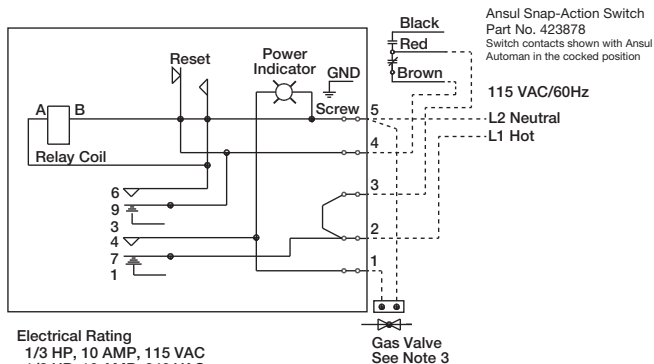 Black
Red
Brown
Ansul Snap-Action Switch
Part No. 423878
Switch contacts shown with Ansul
Automan in the cocked position
115 VAC/60Hz
L2 Neutral
L1 Hot
Reset
Power
Indicator
GND
Screw
A
B
Relay Coil
5
4
3
2
1
6
9
3
4
7
1
Gas Valve
See Note 3
Electrical Rating
1/3 HP, 10 AMP, 115 VAC